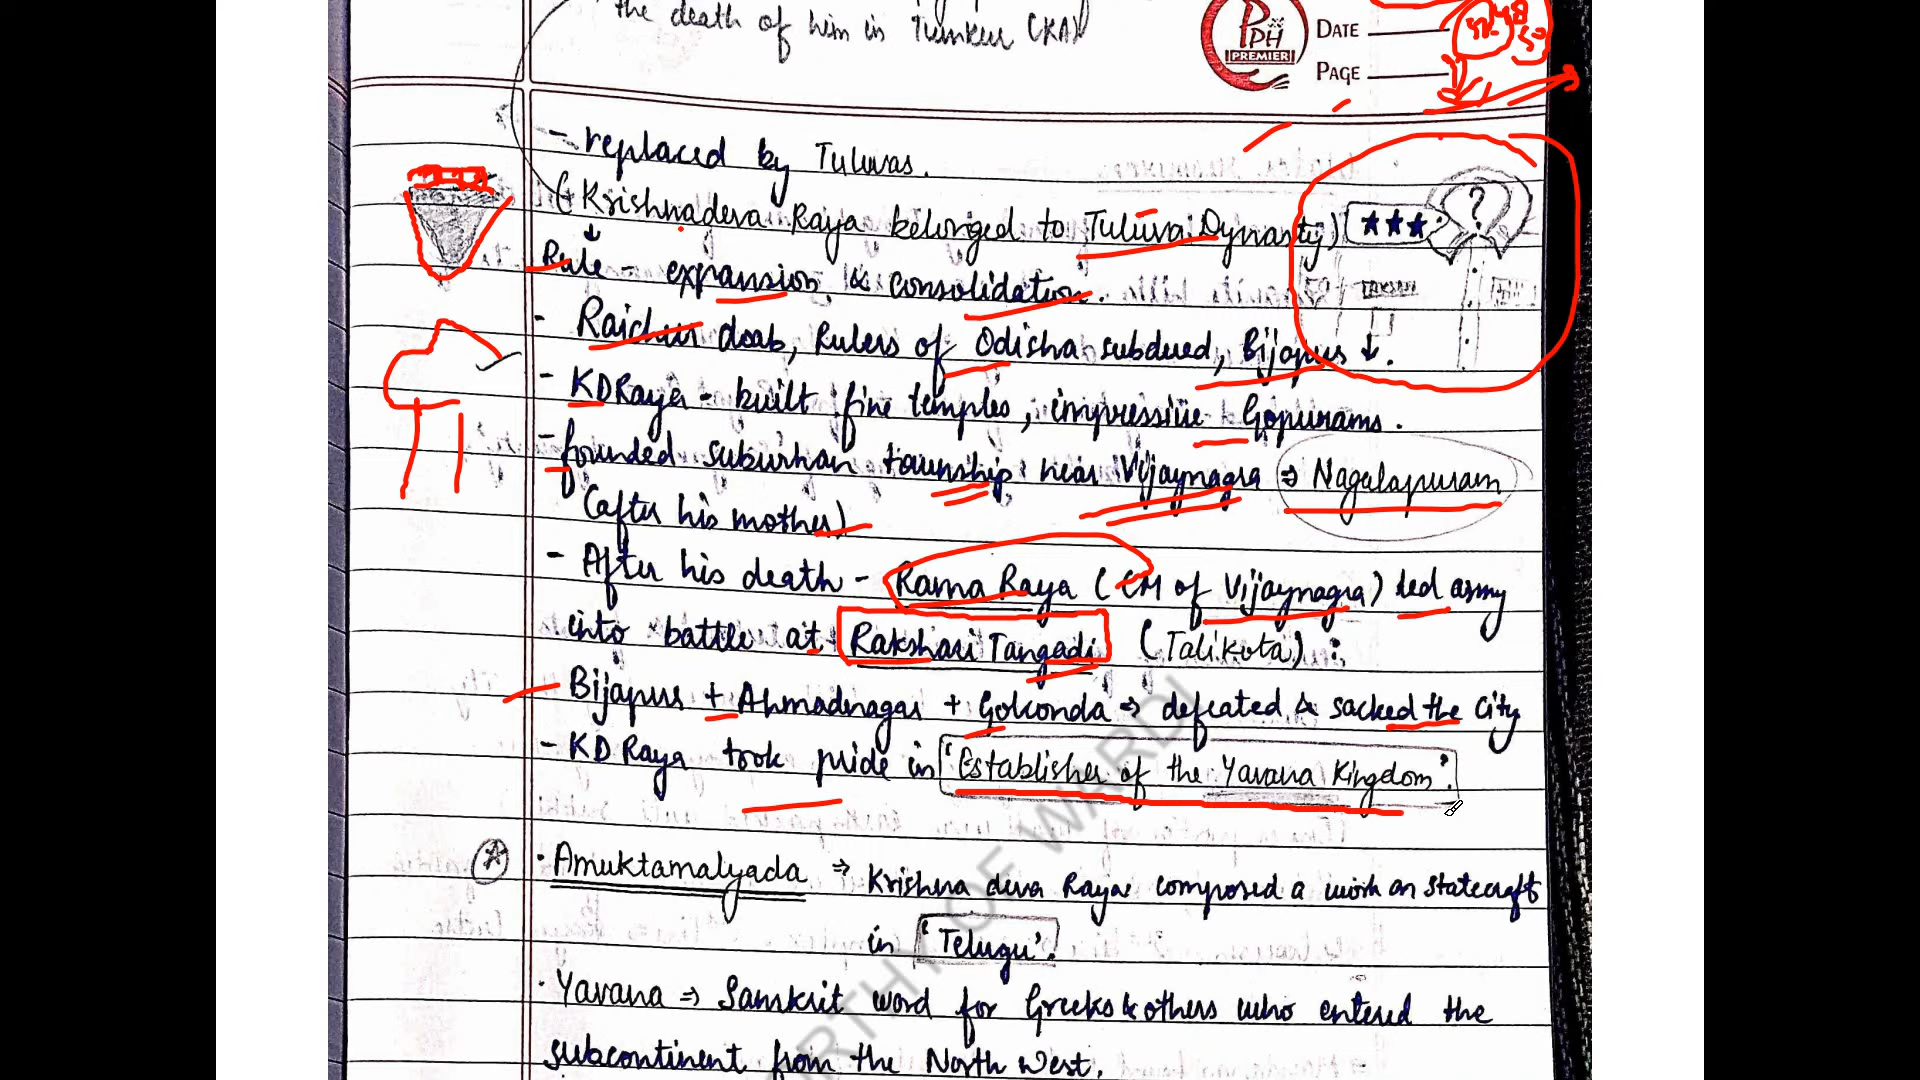 the death of him in Tumkur (KA)
PPH
PREMIER
DATE
PAGE
- replaced by Tuluvas.
(Krishnadeva Raya belonged to Tuluva Dynasty) ★★★ ?
Rule - expansion & consolidation.
- Raichur doab, Rulers of Odisha subdued, Bijapur ↓.
- KDRaya - built fine temples, impressive Gopurams.
- founded suburban township near Vijaynagra ⇒ Nagalapuram
(after his mother)
- After his death - Rama Raya (CM of Vijaynagra) led army
into battle at Rakshasi Tangadi (Talikota) :
- Bijapur + Ahmadnagar + Golconda ⇒ defeated & sacked the city
- KD Raya took pride in 'Establisher of the Yavana Kingdom'.
· Amuktamalyada ⇒ Krishna deva Raya composed a work on statecraft
in 'Telugu'.
· Yavana ⇒ Sanskrit word for Greeks & others who entered the
subcontinent from the North West.